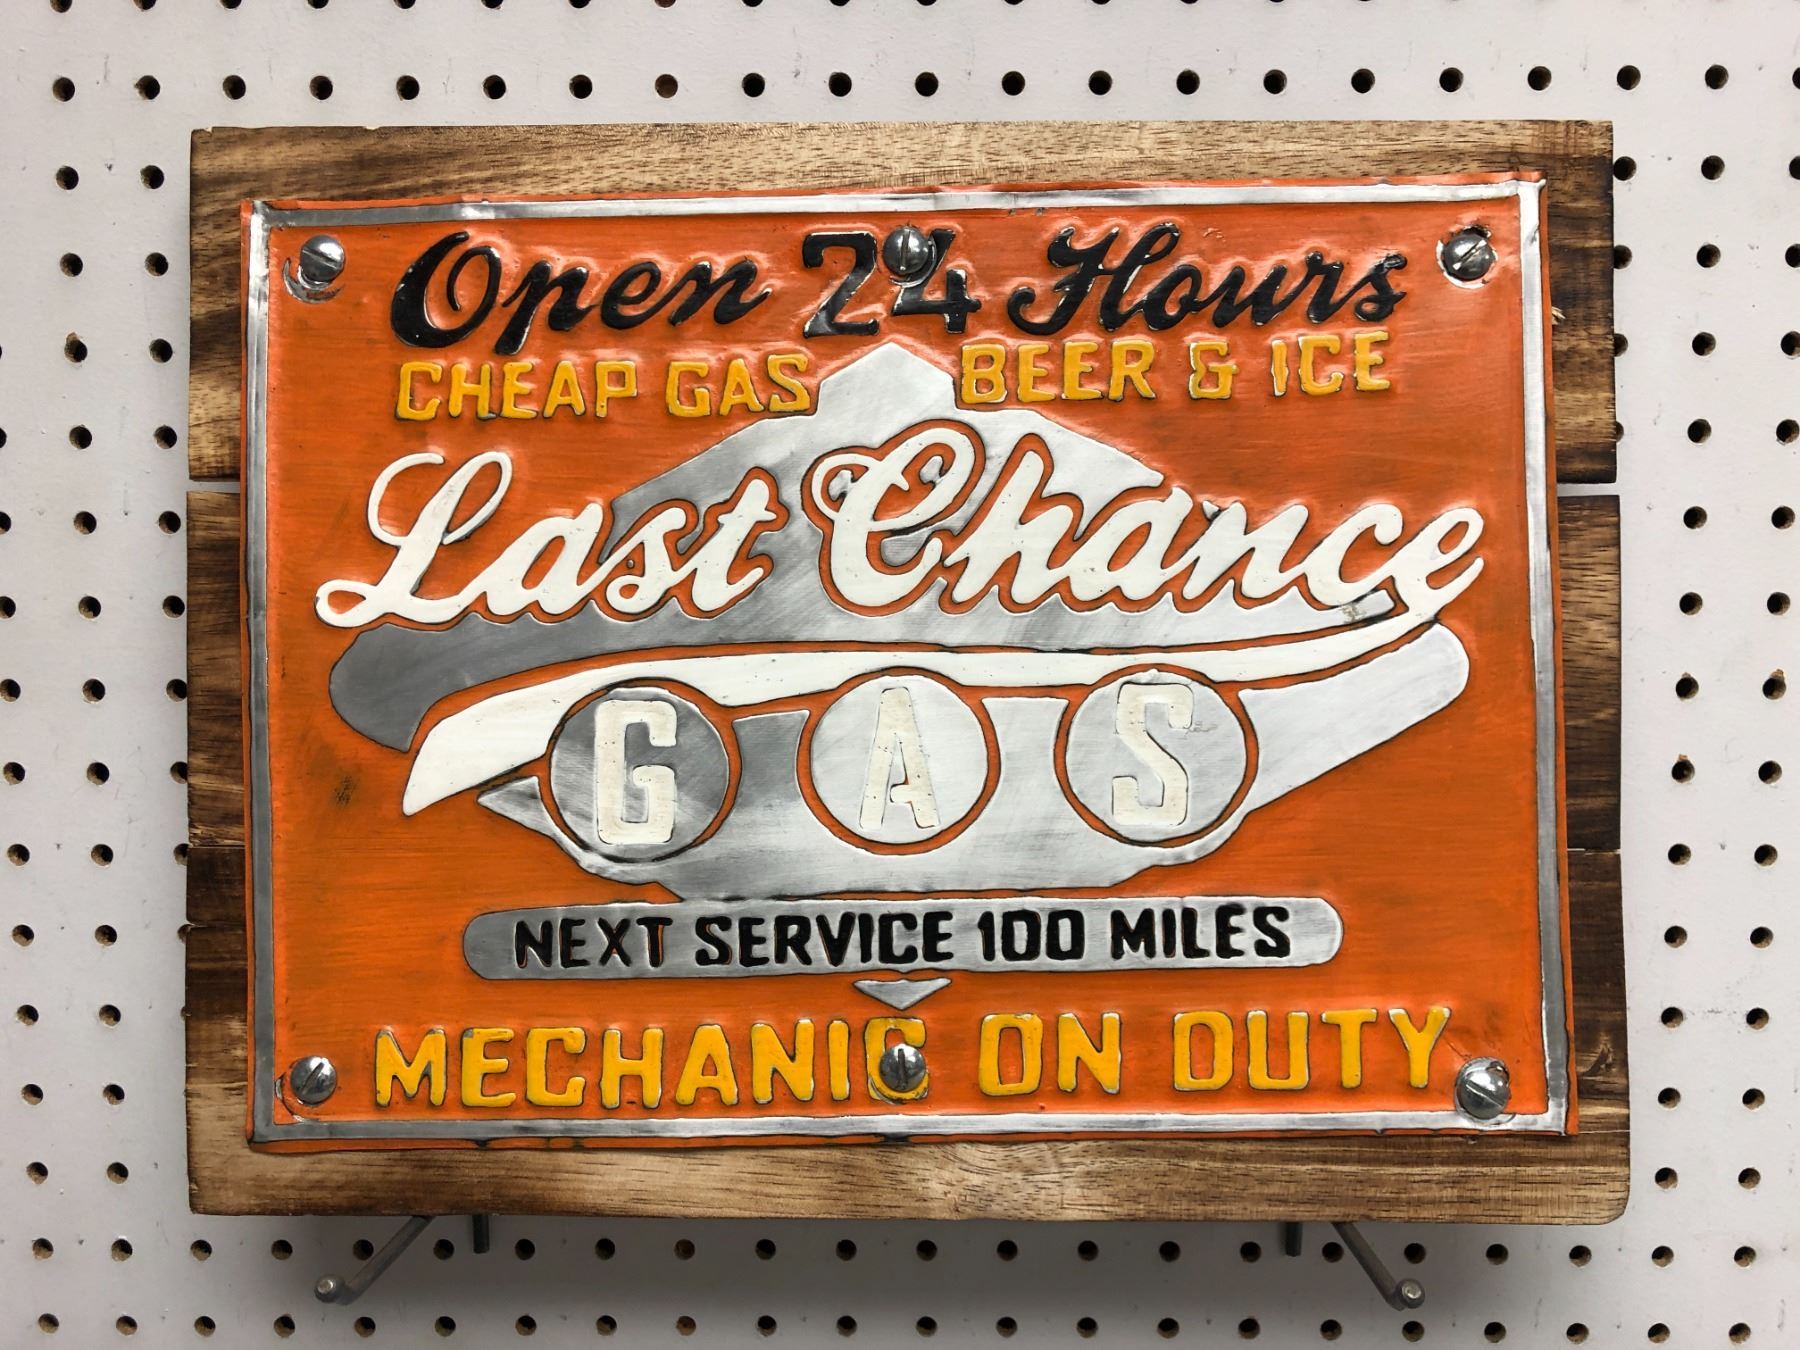 Open 24 Hours
CHEAP GAS BEER & ICE
Last Chance
GAS
NEXT SERVICE 100 MILES
MECHANIC ON DUTY